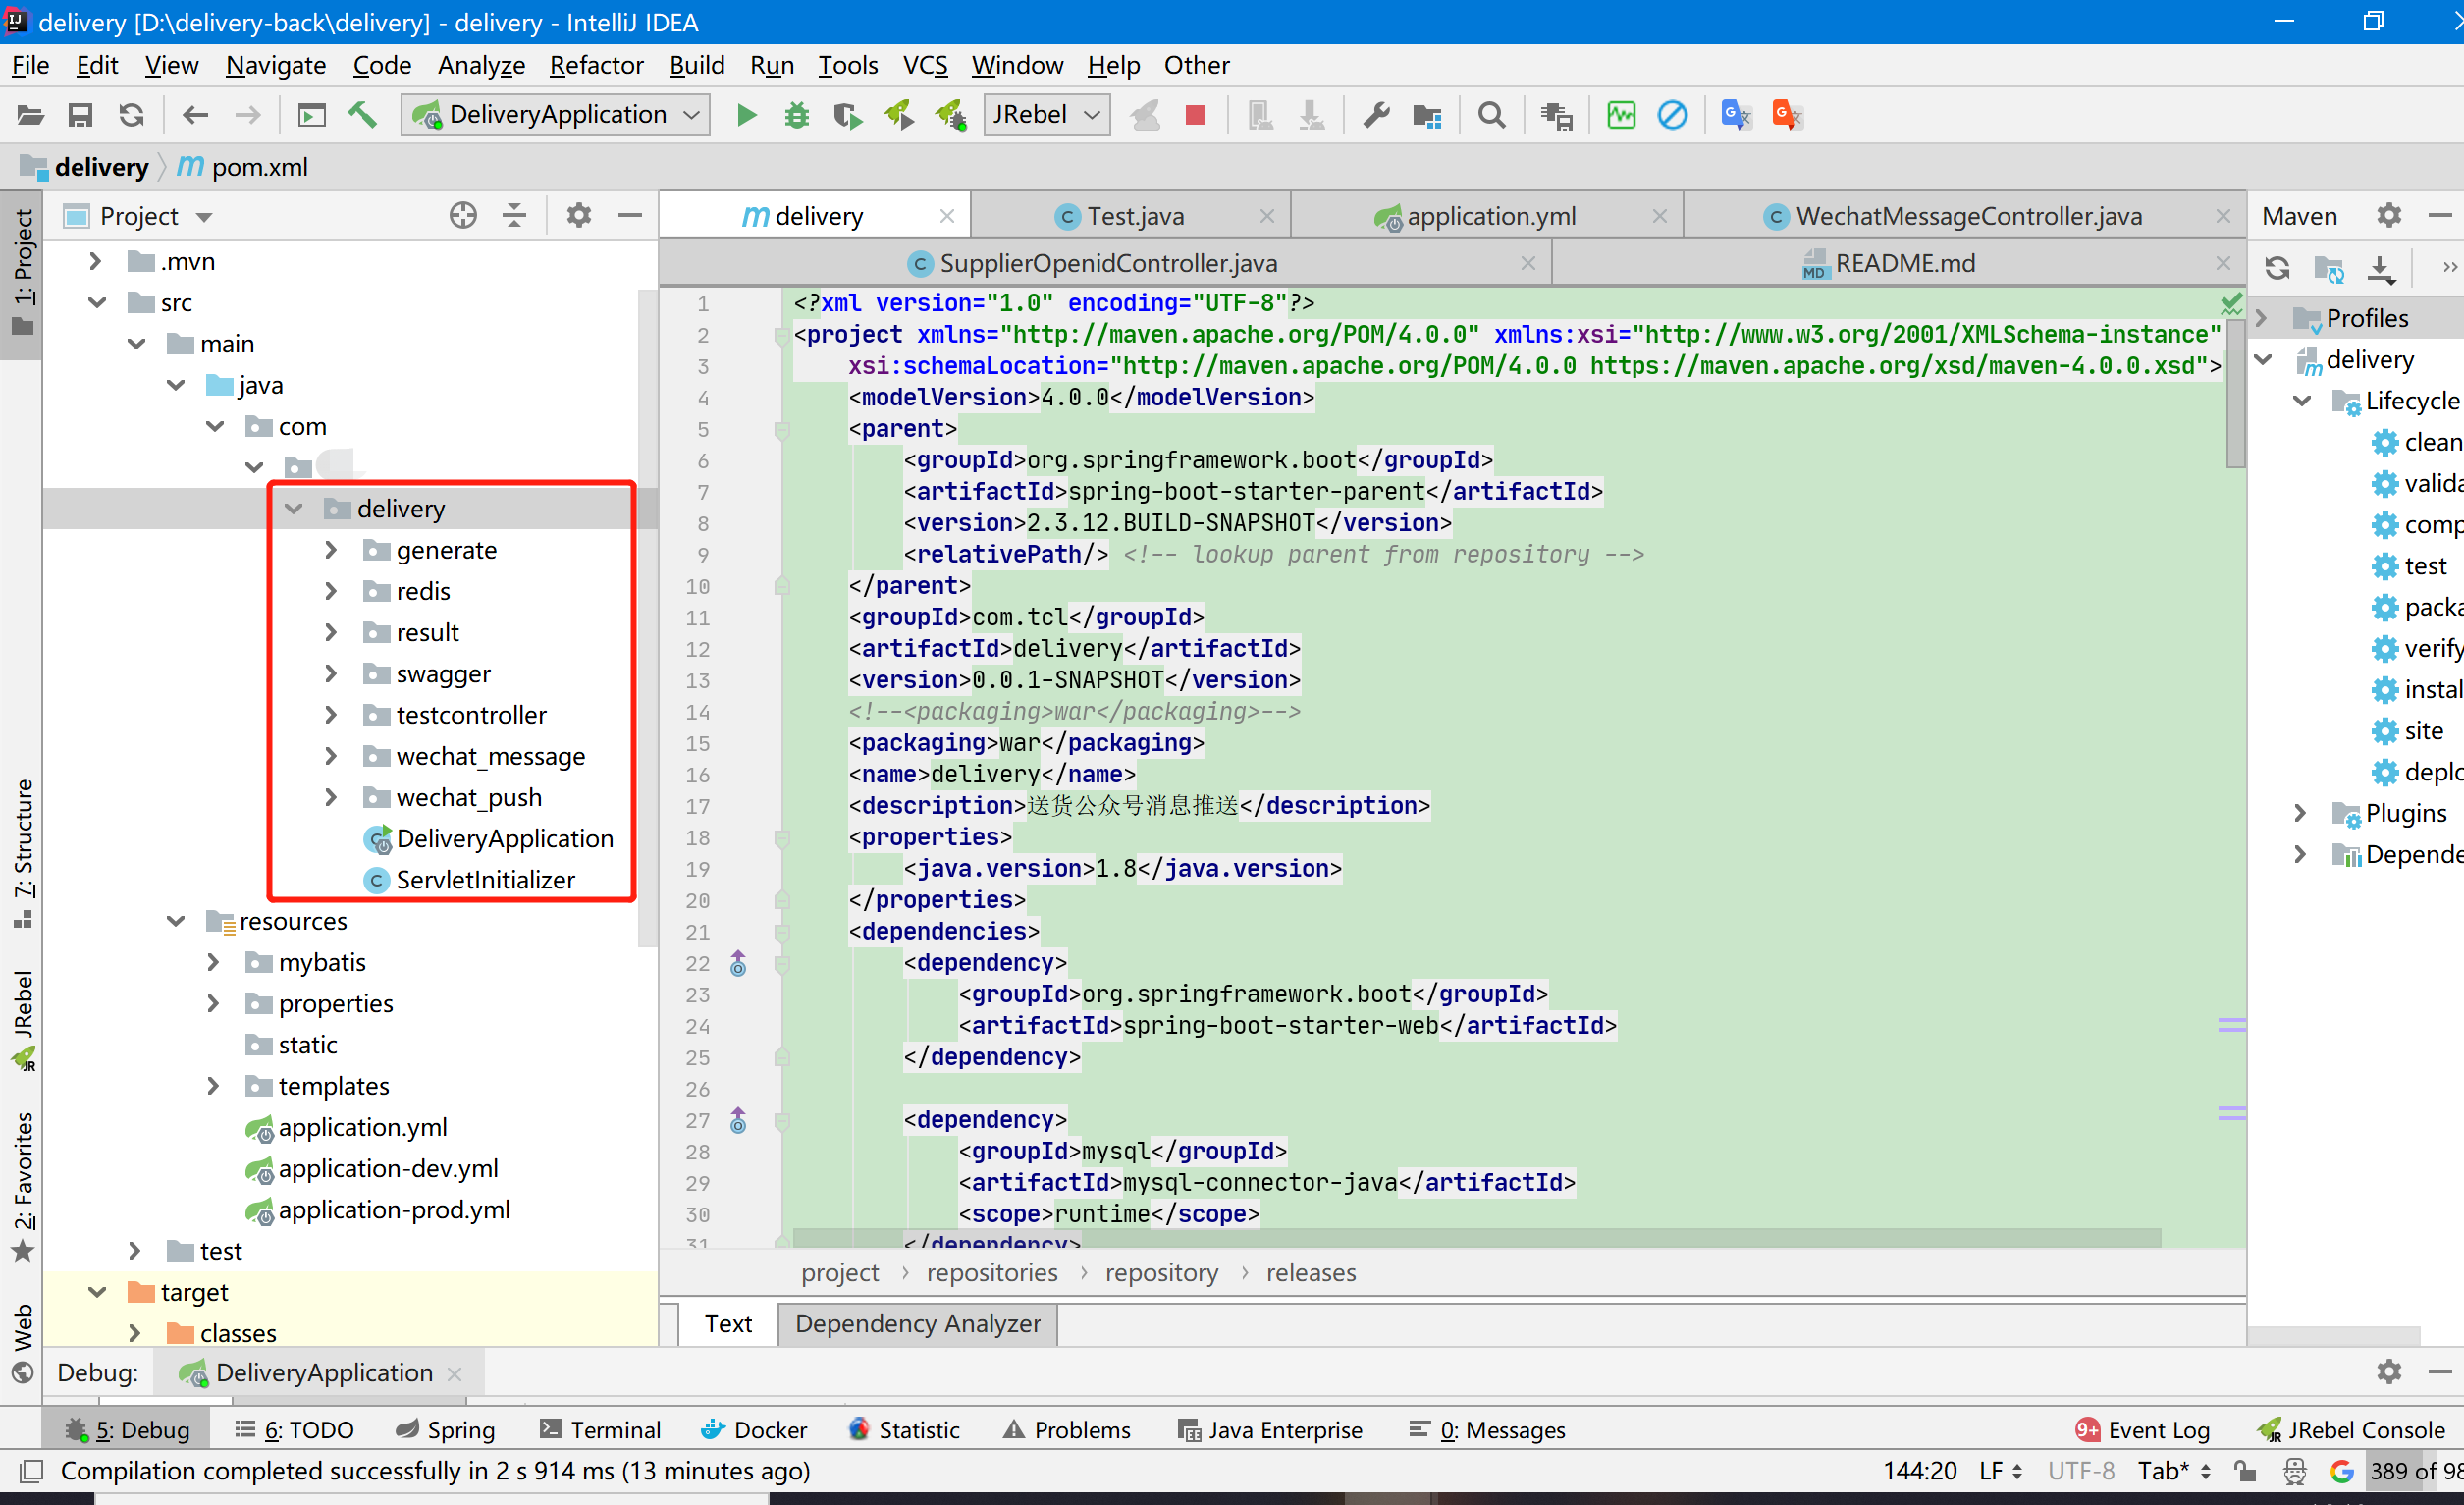 delivery [D:\delivery-back\delivery] - delivery - IntelliJ IDEA
File Edit View Navigate Code Analyze Refactor Build Run Tools VCS Window Help Other
DeliveryApplication JRebel
delivery pom.xml
1: Project
7: Structure
JRebel
2: Favorites
Web
Project
.mvn
src
main
java
com
delivery
generate
redis
result
swagger
testcontroller
wechat_message
wechat_push
DeliveryApplication
ServletInitializer
resources
mybatis
properties
static
templates
application.yml
application-dev.yml
application-prod.yml
test
target
classes
delivery Test.java application.yml WechatMessageController.java
SupplierOpenidController.java README.md
1 <?xml version="1.0" encoding="UTF-8"?>
2 <project xmlns="http://maven.apache.org/POM/4.0.0" xmlns:xsi="http://www.w3.org/2001/XMLSchema-instance"
3 xsi:schemaLocation="http://maven.apache.org/POM/4.0.0 https://maven.apache.org/xsd/maven-4.0.0.xsd">
4 <modelVersion>4.0.0</modelVersion>
5 <parent>
6 <groupId>org.springframework.boot</groupId>
7 <artifactId>spring-boot-starter-parent</artifactId>
8 <version>2.3.12.BUILD-SNAPSHOT</version>
9 <relativePath/> <!-- lookup parent from repository -->
10 </parent>
11 <groupId>com.tcl</groupId>
12 <artifactId>delivery</artifactId>
13 <version>0.0.1-SNAPSHOT</version>
14 <!--<packaging>war</packaging>-->
15 <packaging>war</packaging>
16 <name>delivery</name>
17 <description>送货公众号消息推送</description>
18 <properties>
19 <java.version>1.8</java.version>
20 </properties>
21 <dependencies>
22 <dependency>
23 <groupId>org.springframework.boot</groupId>
24 <artifactId>spring-boot-starter-web</artifactId>
25 </dependency>
26
27 <dependency>
28 <groupId>mysql</groupId>
29 <artifactId>mysql-connector-java</artifactId>
30 <scope>runtime</scope>
31 </dependency>
project › repositories › repository › releases
Text Dependency Analyzer
Maven
Profiles
delivery
Lifecycle
clean
valida
comp
test
packa
verify
instal
site
deplo
Plugins
Depende
Debug: DeliveryApplication
5: Debug 6: TODO Spring Terminal Docker Statistic Problems Java Enterprise 0: Messages 9+ Event Log JRebel Console
Compilation completed successfully in 2 s 914 ms (13 minutes ago) 144:20 LF UTF-8 Tab* 389 of 98